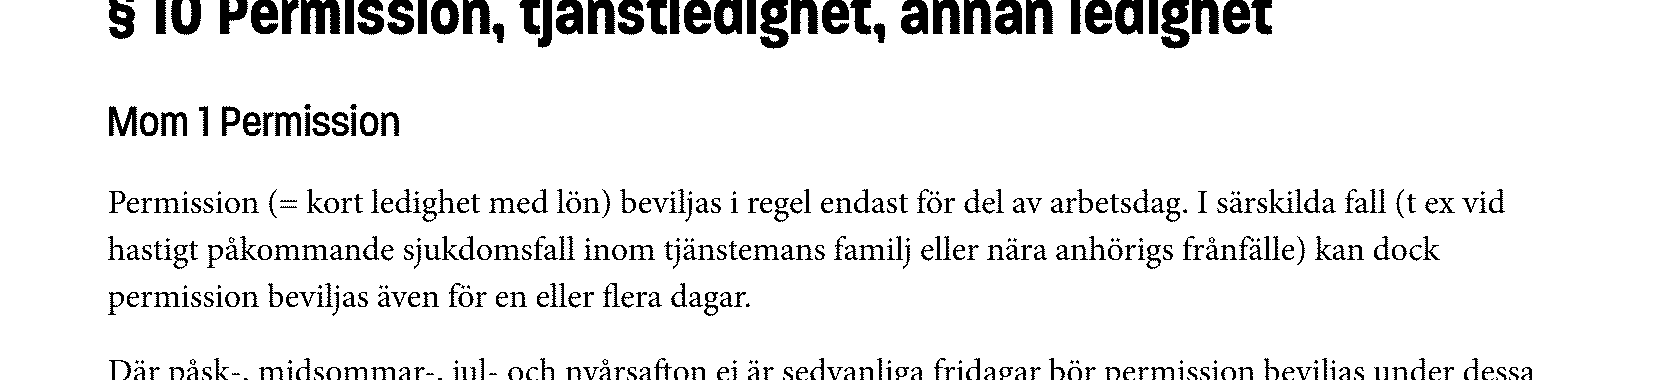 § 10 Permission, tjänstledighet, annan ledighet
Mom 1 Permission
Permission (= kort ledighet med lön) beviljas i regel endast för del av arbetsdag. I särskilda fall (t ex vid
hastigt påkommande sjukdomsfall inom tjänstemans familj eller nära anhörigs frånfälle) kan dock
permission beviljas även för en eller flera dagar.
Där påsk-, midsommar-, jul- och nyårsafton ej är sedvanliga fridagar bör permission beviljas under dessa